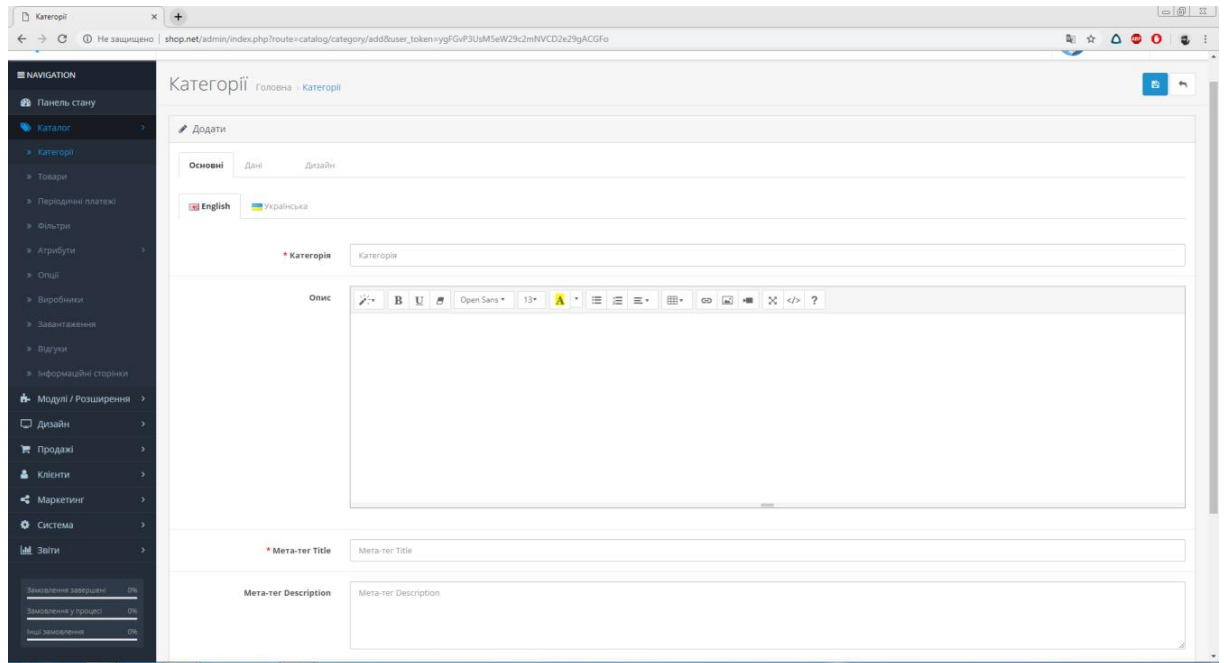 Категорії
Не защищено | shop.net/admin/index.php?route=catalog/category/add&user_token=ygFGvP3UsM5eW29c2mNVCD2e29gACGFo
NAVIGATION
Панель стану
Каталог
Категорії
Товари
Періодичні платежі
Фільтри
Атрибути
Опції
Виробники
Завантаження
Відгуки
Інформаційні сторінки
Модулі / Розширення
Дизайн
Продажі
Клієнти
Маркетинг
Система
Звіти
Замовлення завершені 0%
Замовлення у процесі 0%
Інші замовлення 0%
Категорії Головна › Категорії
Додати
Основні Дані Дизайн
English Українська
* Категорія Категорія
Опис
B U Open Sans 13 A </> ?
* Мета-тег Title Мета-тег Title
Мета-тег Description Мета-тег Description